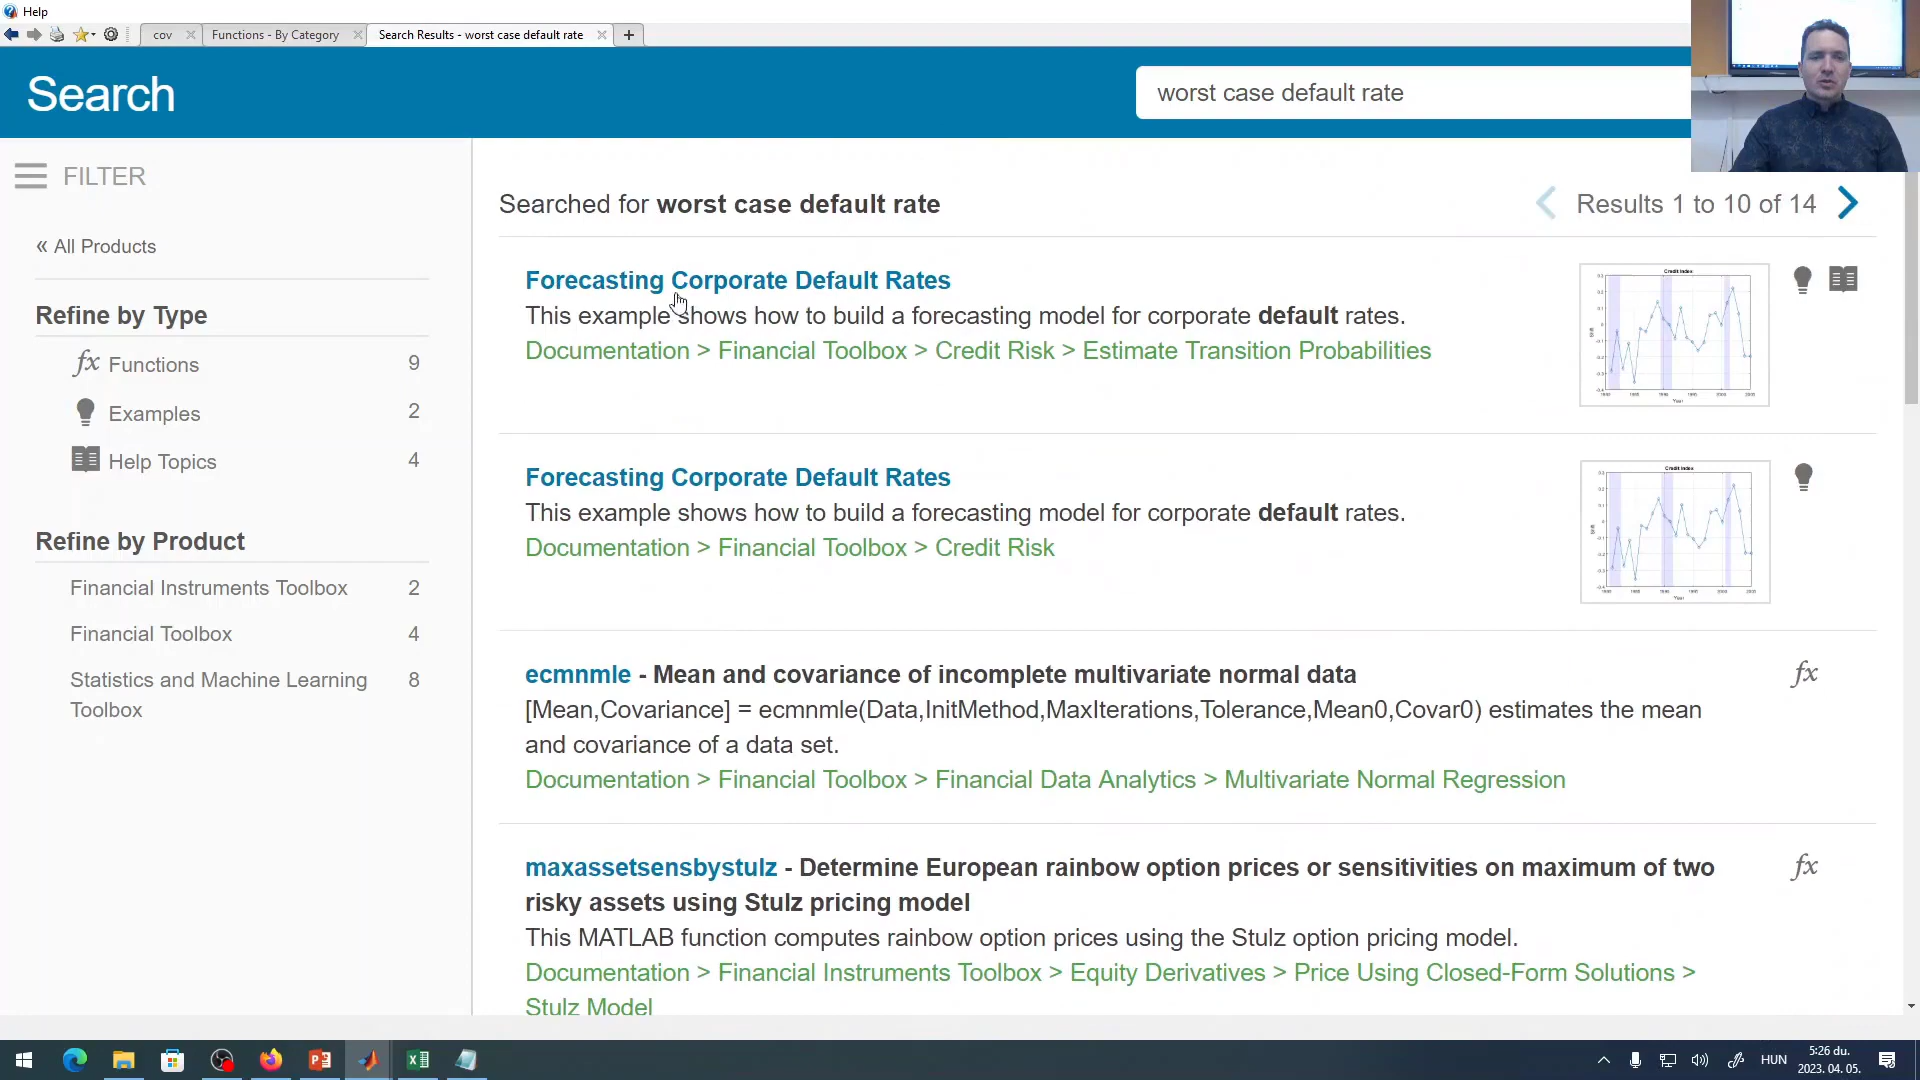 Help
cov
Functions - By Category
Search Results - worst case default rate
Search
worst case default rate
FILTER
« All Products
Refine by Type
fx Functions 9
Examples 2
Help Topics 4
Refine by Product
Financial Instruments Toolbox 2
Financial Toolbox 4
Statistics and Machine Learning 8
Toolbox
Searched for worst case default rate
Results 1 to 10 of 14
Forecasting Corporate Default Rates
This example shows how to build a forecasting model for corporate default rates.
Documentation > Financial Toolbox > Credit Risk > Estimate Transition Probabilities
Credit Index
Year
Forecasting Corporate Default Rates
This example shows how to build a forecasting model for corporate default rates.
Documentation > Financial Toolbox > Credit Risk
Credit Index
Year
ecmnmle - Mean and covariance of incomplete multivariate normal data
fx
[Mean,Covariance] = ecmnmle(Data,InitMethod,MaxIterations,Tolerance,Mean0,Covar0) estimates the mean
and covariance of a data set.
Documentation > Financial Toolbox > Financial Data Analytics > Multivariate Normal Regression
maxassetsensbystulz - Determine European rainbow option prices or sensitivities on maximum of two
fx
risky assets using Stulz pricing model
This MATLAB function computes rainbow option prices using the Stulz option pricing model.
Documentation > Financial Instruments Toolbox > Equity Derivatives > Price Using Closed-Form Solutions >
Stulz Model
HUN
5:26 du.
2023. 04. 05.